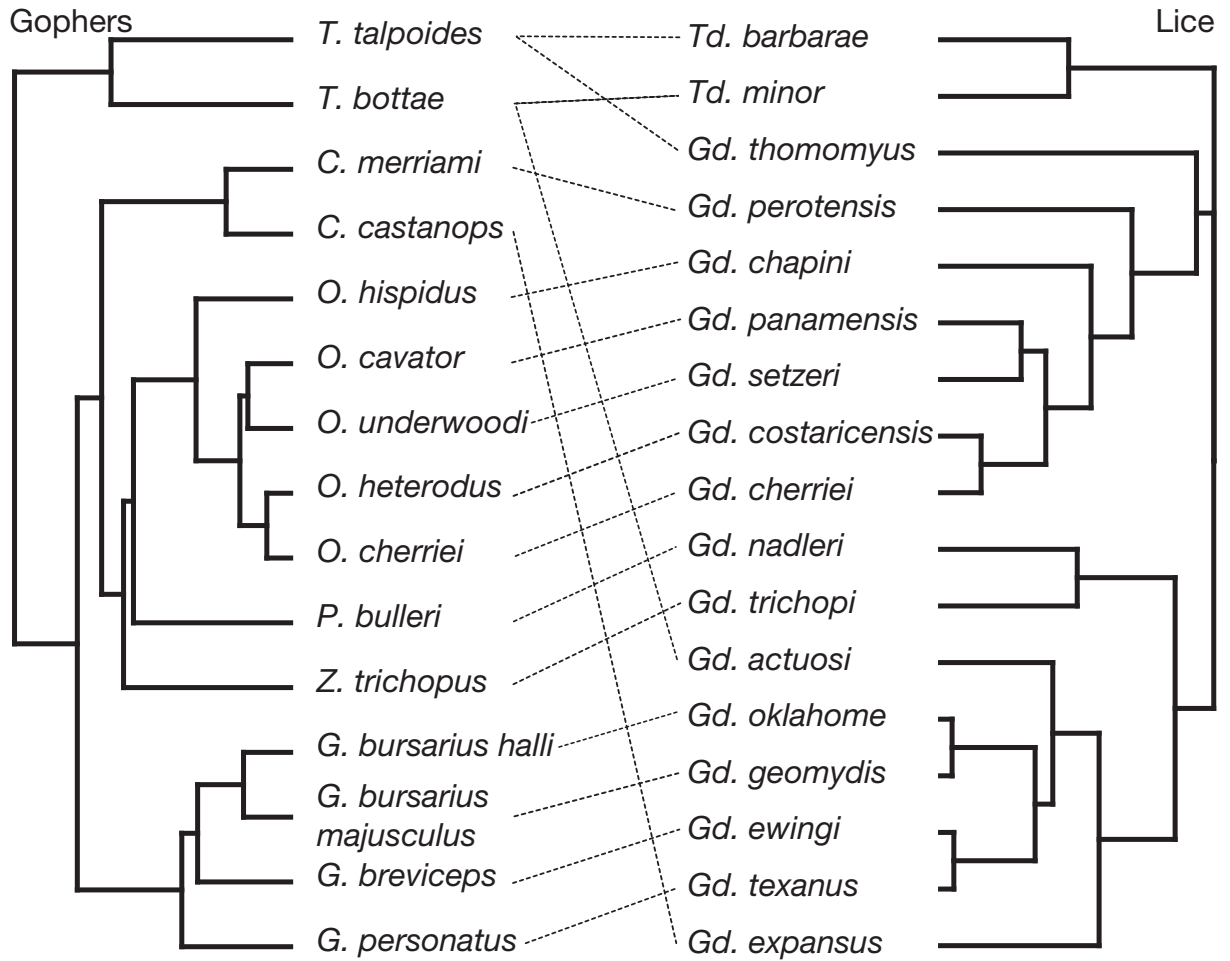 Gophers
Lice
T. talpoides
T. bottae
C. merriami
C. castanops
O. hispidus
O. cavator
O. underwoodi
O. heterodus
O. cherriei
P. bulleri
Z. trichopus
G. bursarius halli
G. bursarius
majusculus
G. breviceps
G. personatus
Td. barbarae
Td. minor
Gd. thomomyus
Gd. perotensis
Gd. chapini
Gd. panamensis
Gd. setzeri
Gd. costaricensis
Gd. cherriei
Gd. nadleri
Gd. trichopi
Gd. actuosi
Gd. oklahome
Gd. geomydis
Gd. ewingi
Gd. texanus
Gd. expansus